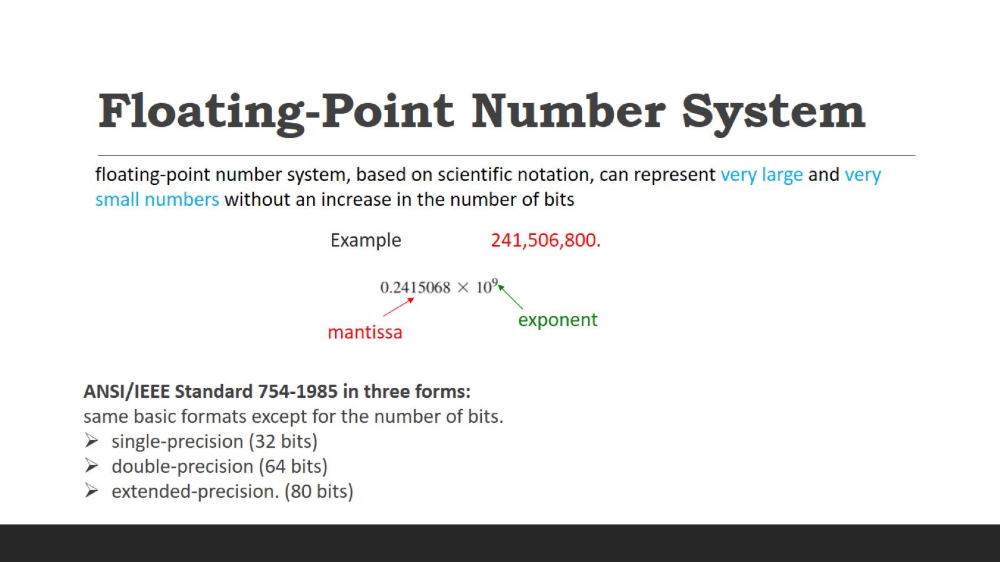 Floating-Point Number System
floating-point number system, based on scientific notation, can represent very large and very
small numbers without an increase in the number of bits
Example 241,506,800.
0.2415068 × 10⁹
exponent
mantissa
ANSI/IEEE Standard 754-1985 in three forms:
same basic formats except for the number of bits.
➢ single-precision (32 bits)
➢ double-precision (64 bits)
➢ extended-precision. (80 bits)